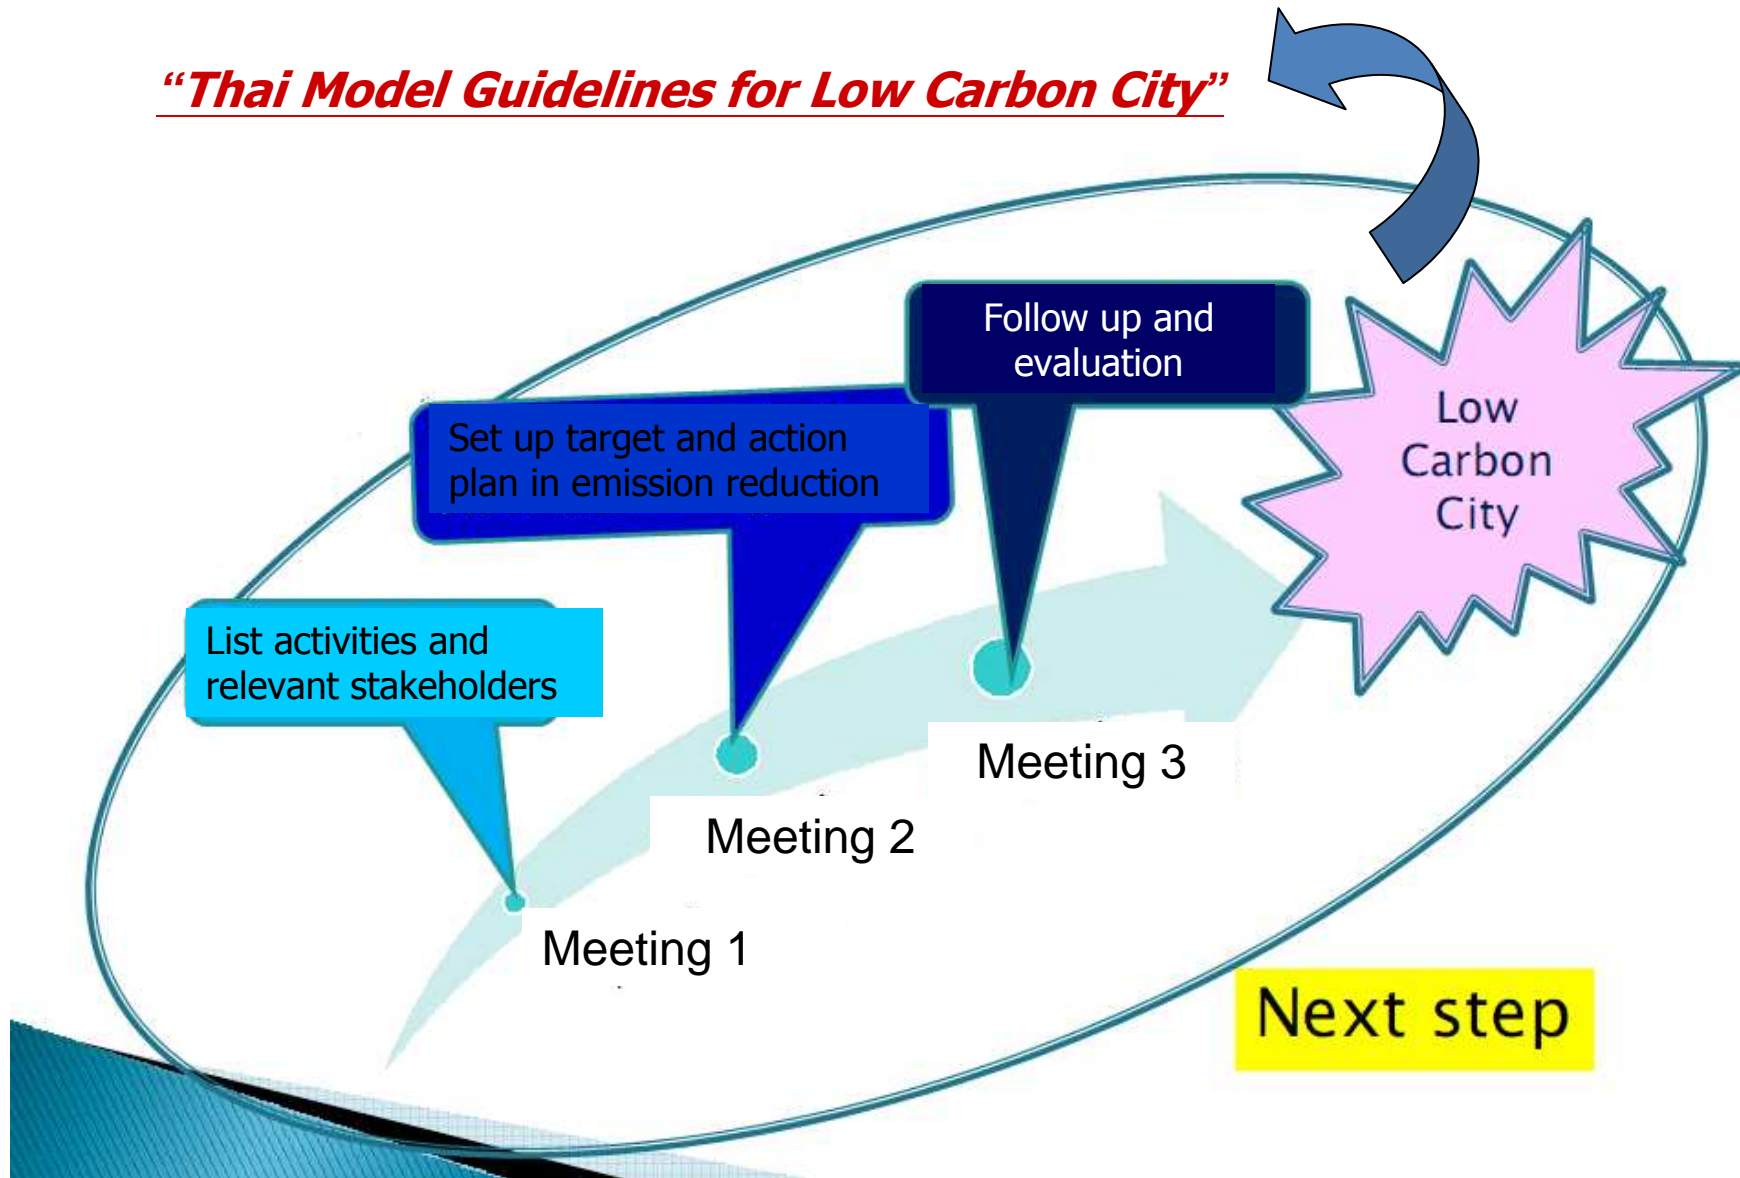 “Thai Model Guidelines for Low Carbon City”
Follow up and
evaluation
Low
Carbon
City
Set up target and action
plan in emission reduction
List activities and
relevant stakeholders
Meeting 3
Meeting 2
Meeting 1
Next step